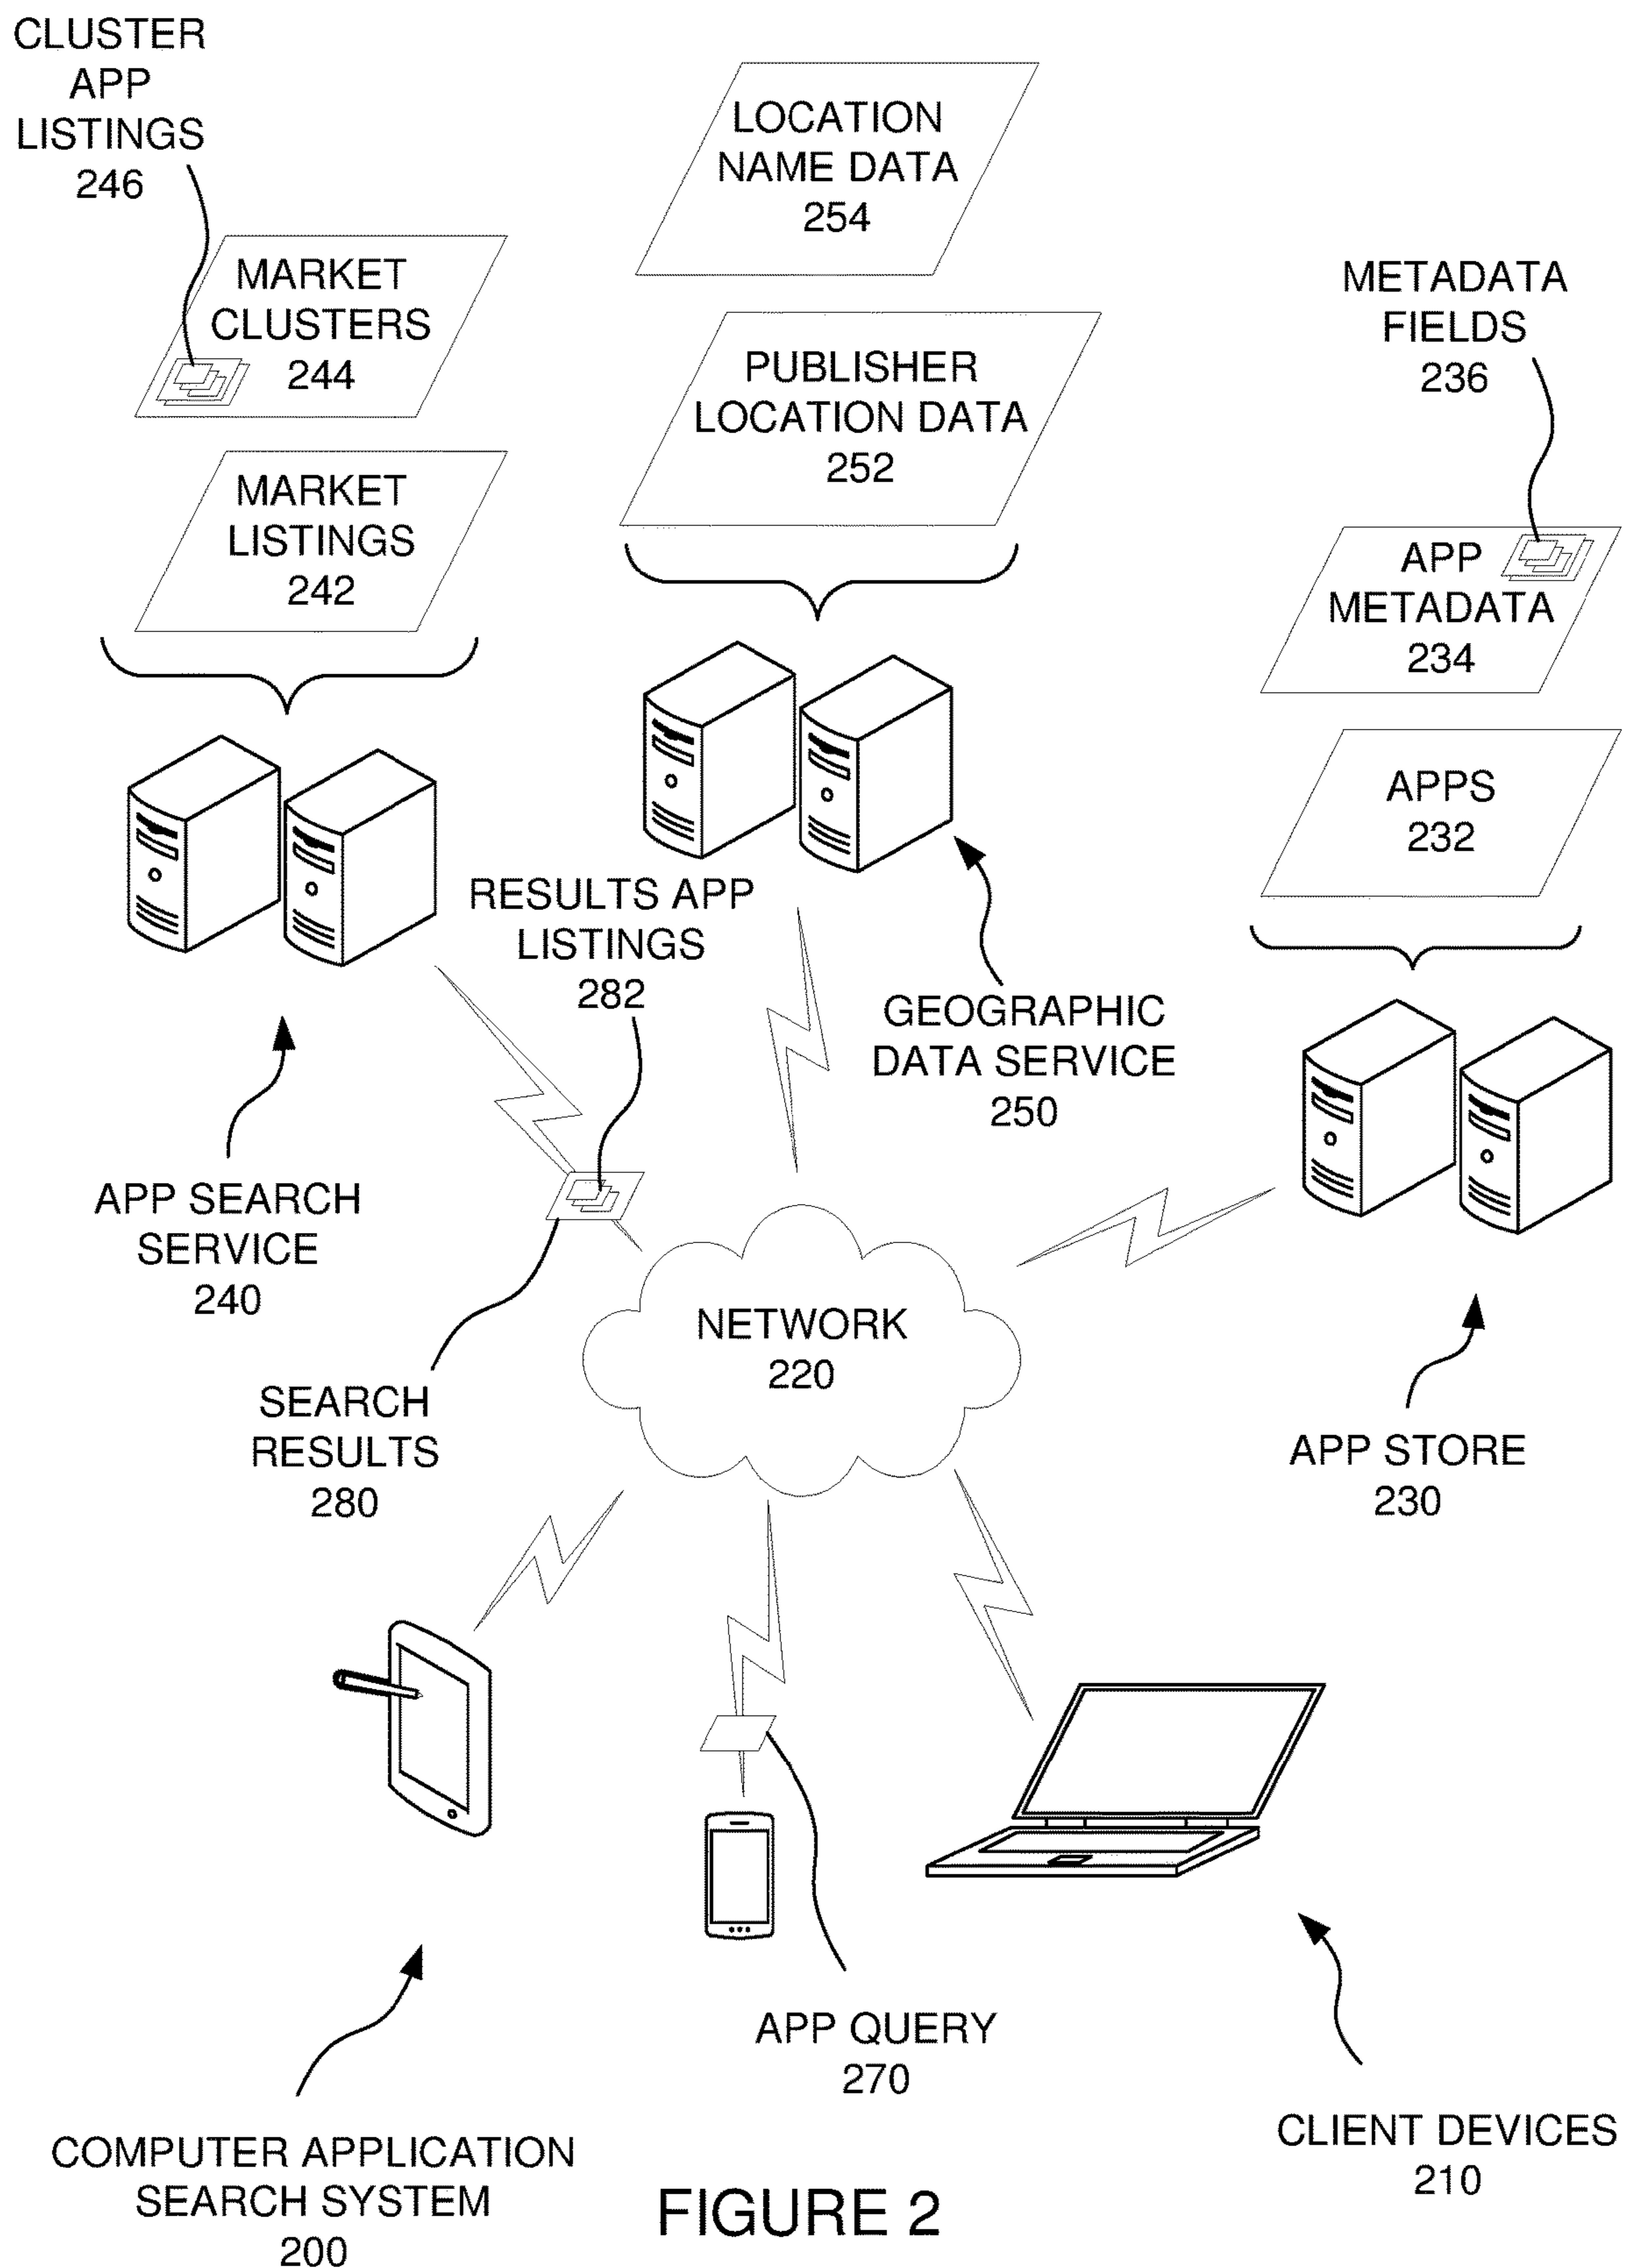 CLUSTER
APP
LISTINGS
246
LOCATION
NAME DATA
254
MARKET
CLUSTERS
244
METADATA
FIELDS
236
PUBLISHER
LOCATION DATA
252
MARKET
LISTINGS
242
APP
METADATA
234
APPS
232
RESULTS APP
LISTINGS
282
GEOGRAPHIC
DATA SERVICE
250
APP SEARCH
SERVICE
240
NETWORK
220
SEARCH
RESULTS
280
APP STORE
230
APP QUERY
270
CLIENT DEVICES
210
COMPUTER APPLICATION
SEARCH SYSTEM
200
FIGURE 2